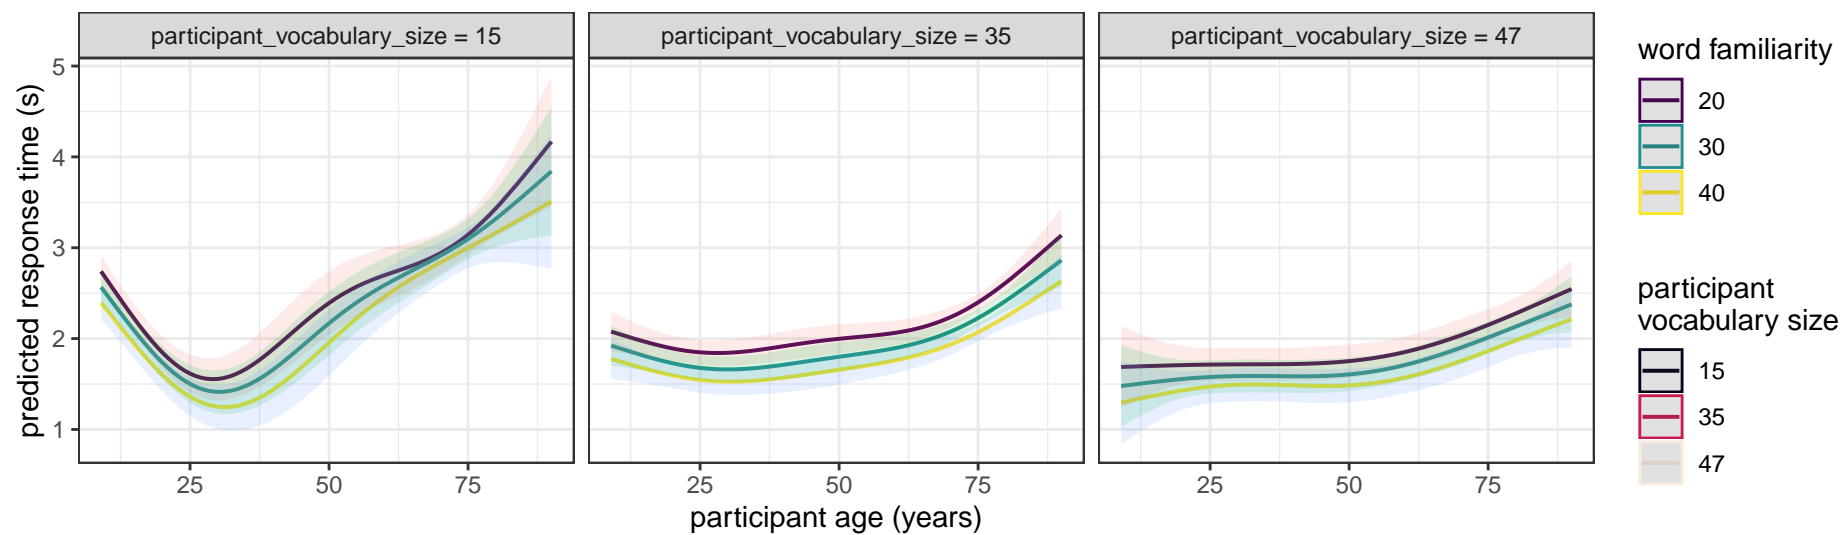 participant_vocabulary_size = 15
participant_vocabulary_size = 35
participant_vocabulary_size = 47
predicted response time (s)
5
4
3
2
1
25
50
75
25
50
75
25
50
75
participant age (years)
word familiarity
20
30
40
participant
vocabulary size
15
35
47